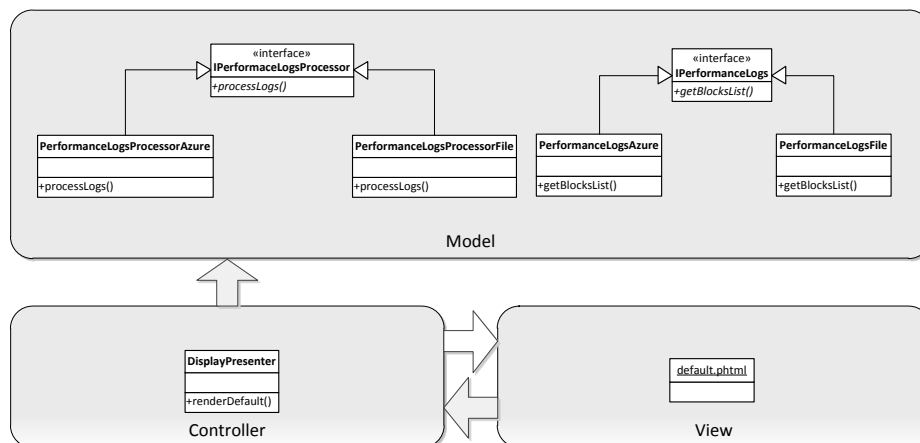 «interface»
IPerformaceLogsProcessor
+processLogs()
«interface»
IPerformanceLogs
+getBlocksList()
PerformanceLogsProcessorAzure
+processLogs()
PerformanceLogsProcessorFile
+processLogs()
PerformanceLogsAzure
+getBlocksList()
PerformanceLogsFile
+getBlocksList()
Model
DisplayPresenter
+renderDefault()
Controller
default.phtml
View